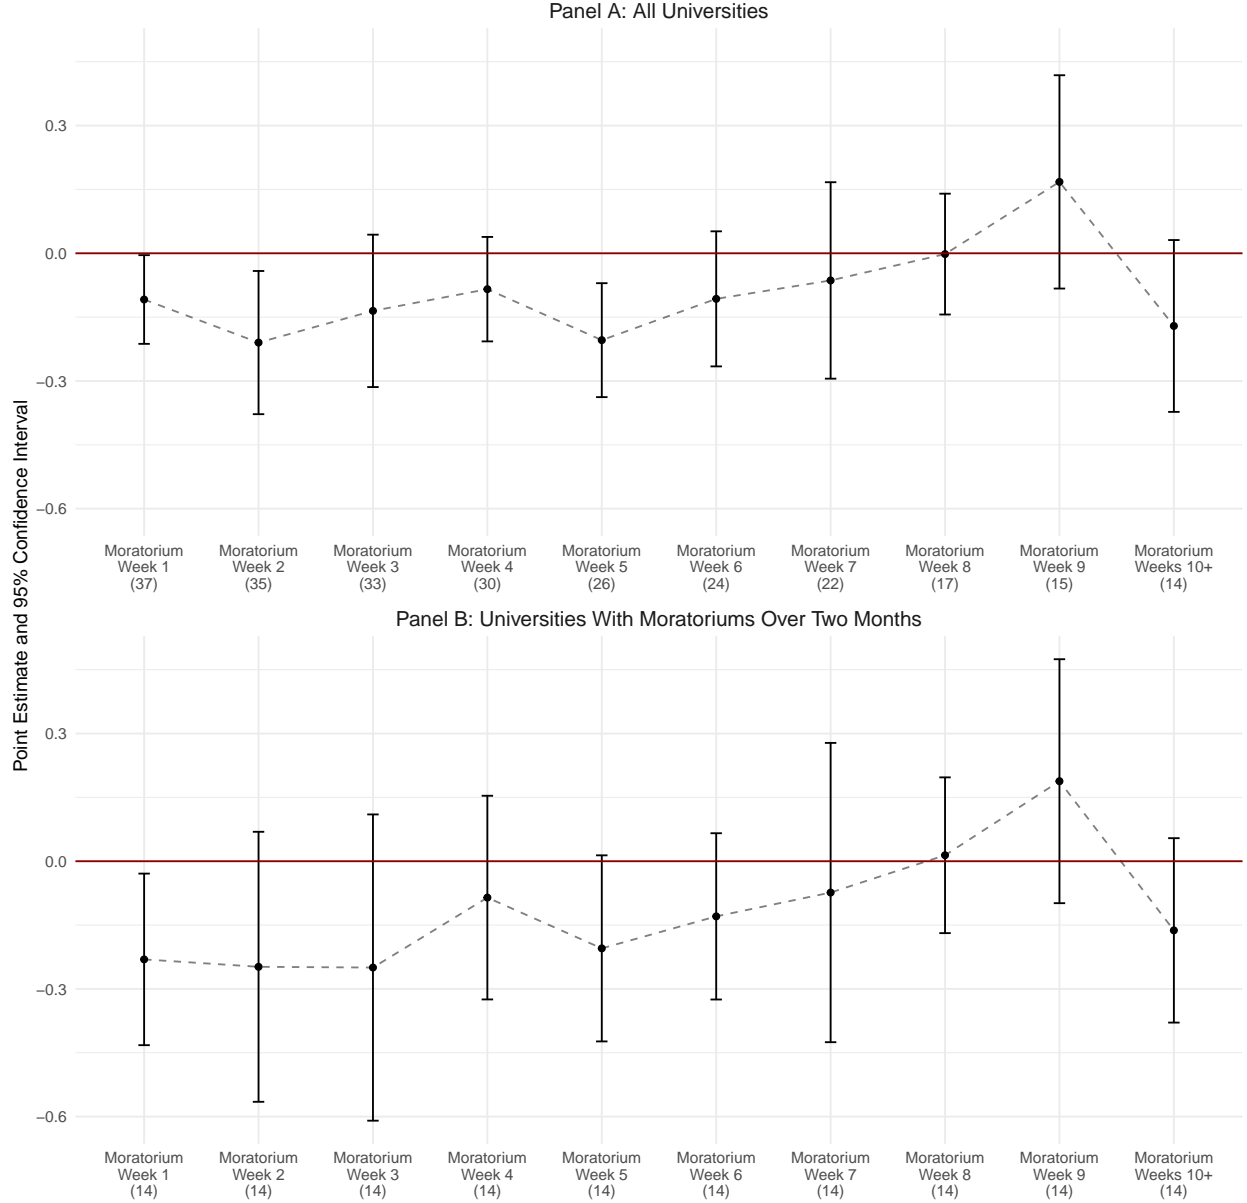 Panel A: All Universities
0.3
0.0
−0.3
−0.6
Moratorium Week 1 (37)
Moratorium Week 2 (35)
Moratorium Week 3 (33)
Moratorium Week 4 (30)
Moratorium Week 5 (26)
Moratorium Week 6 (24)
Moratorium Week 7 (22)
Moratorium Week 8 (17)
Moratorium Week 9 (15)
Moratorium Weeks 10+ (14)
Point Estimate and 95% Confidence Interval
Panel B: Universities With Moratoriums Over Two Months
0.3
0.0
−0.3
−0.6
Moratorium Week 1 (14)
Moratorium Week 2 (14)
Moratorium Week 3 (14)
Moratorium Week 4 (14)
Moratorium Week 5 (14)
Moratorium Week 6 (14)
Moratorium Week 7 (14)
Moratorium Week 8 (14)
Moratorium Week 9 (14)
Moratorium Weeks 10+ (14)